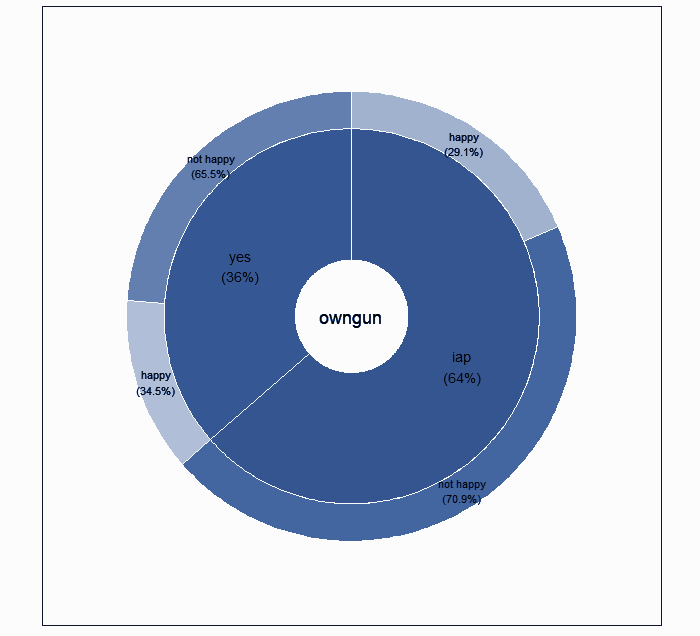 happy
(29.1%)
not happy
(65.5%)
yes
(36%)
owngun
iap
(64%)
happy
(34.5%)
not happy
(70.9%)